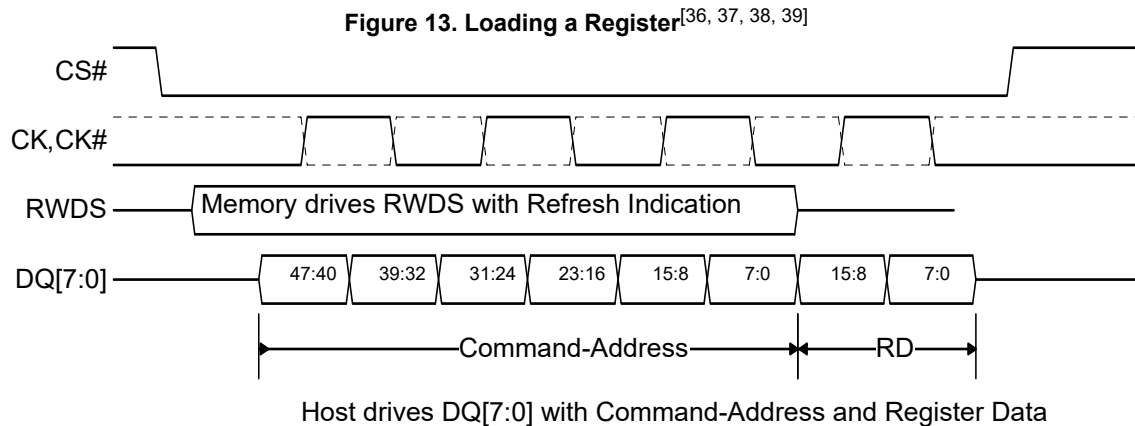 Figure 13. Loading a Register[36, 37, 38, 39]
CS#
CK,CK#
RWDS
Memory drives RWDS with Refresh Indication
DQ[7:0]
47:40 39:32 31:24 23:16 15:8 7:0 15:8 7:0
Command-Address RD
Host drives DQ[7:0] with Command-Address and Register Data